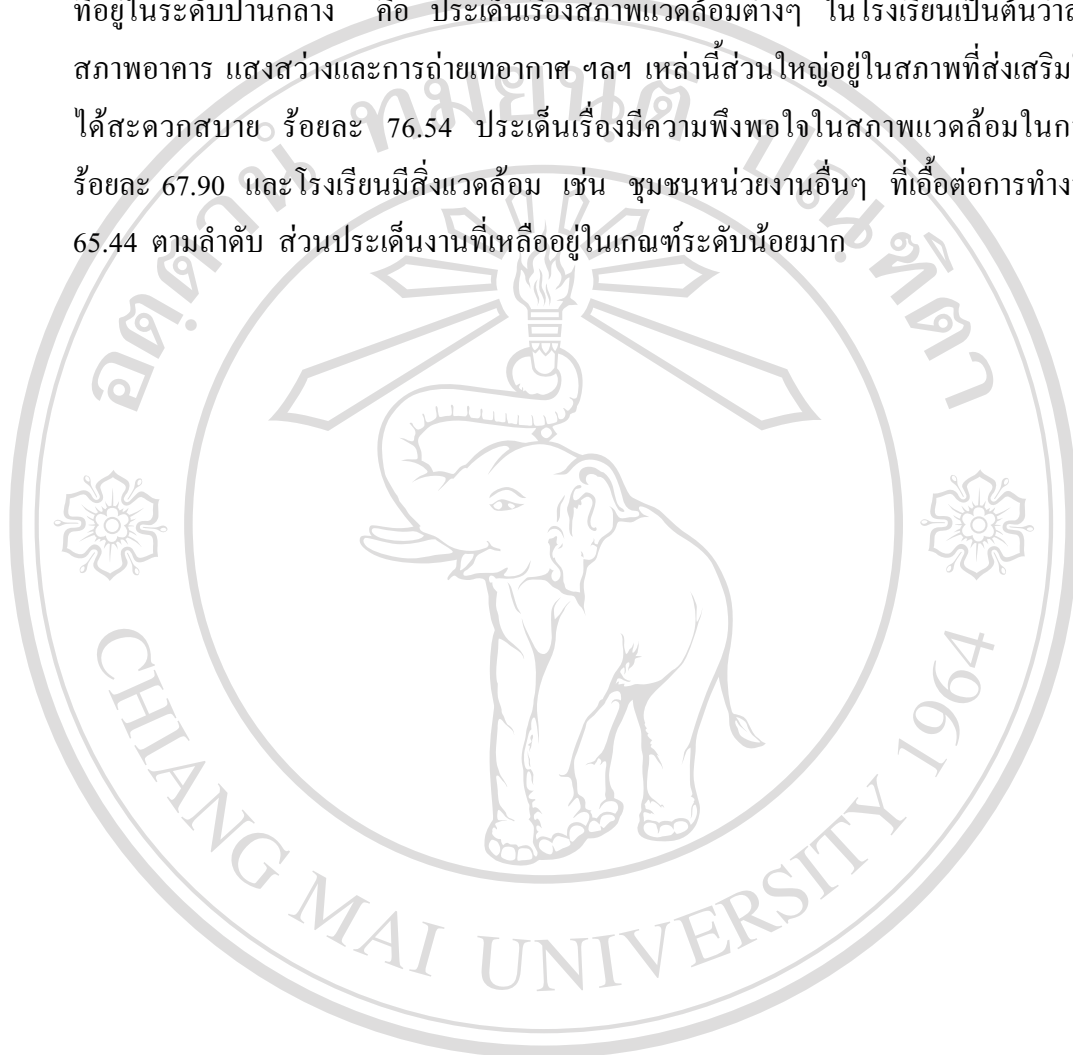 ที่อยู่ในระดับปานกลาง คือ ประเด็นเรื่องสภาพแวดล้อมต่างๆ ในโรงเรียนเป็นต้นว่า
สภาพอาคาร แสงสว่างและการถ่ายเทอากาศ ฯลฯ เหล่านี้ส่วนใหญ่อยู่ในสภาพที่ส่งเสริม
ได้สะดวกสบาย ร้อยละ 76.54 ประเด็นเรื่องมีความพึงพอใจในสภาพแวดล้อมใน
ร้อยละ 67.90 และโรงเรียนมีสิ่งแวดล้อม เช่น ชุมชนหน่วยงานอื่นๆ ที่เอื้อต่อการ
65.44 ตามลำดับ ส่วนประเด็นงานที่เหลืออยู่ในเกณฑ์ระดับน้อยมาก
อตฺตานํ ทมยนฺติ ปณฺฑิตา
CHIANG MAI UNIVERSITY 1964